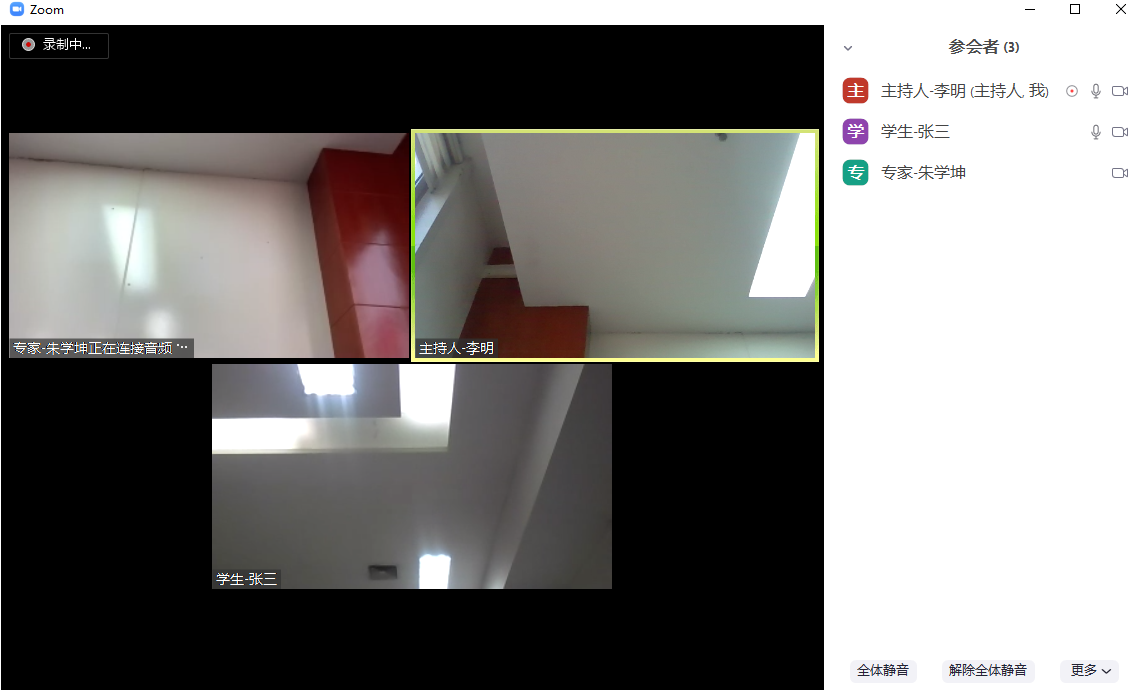 Zoom
录制中...
参会者 (3)
主 主持人-李明 (主持人, 我)
学 学生-张三
专 专家-朱学坤
专家-朱学坤正在连接音频 ···
主持人-李明
学生-张三
全体静音 解除全体静音 更多